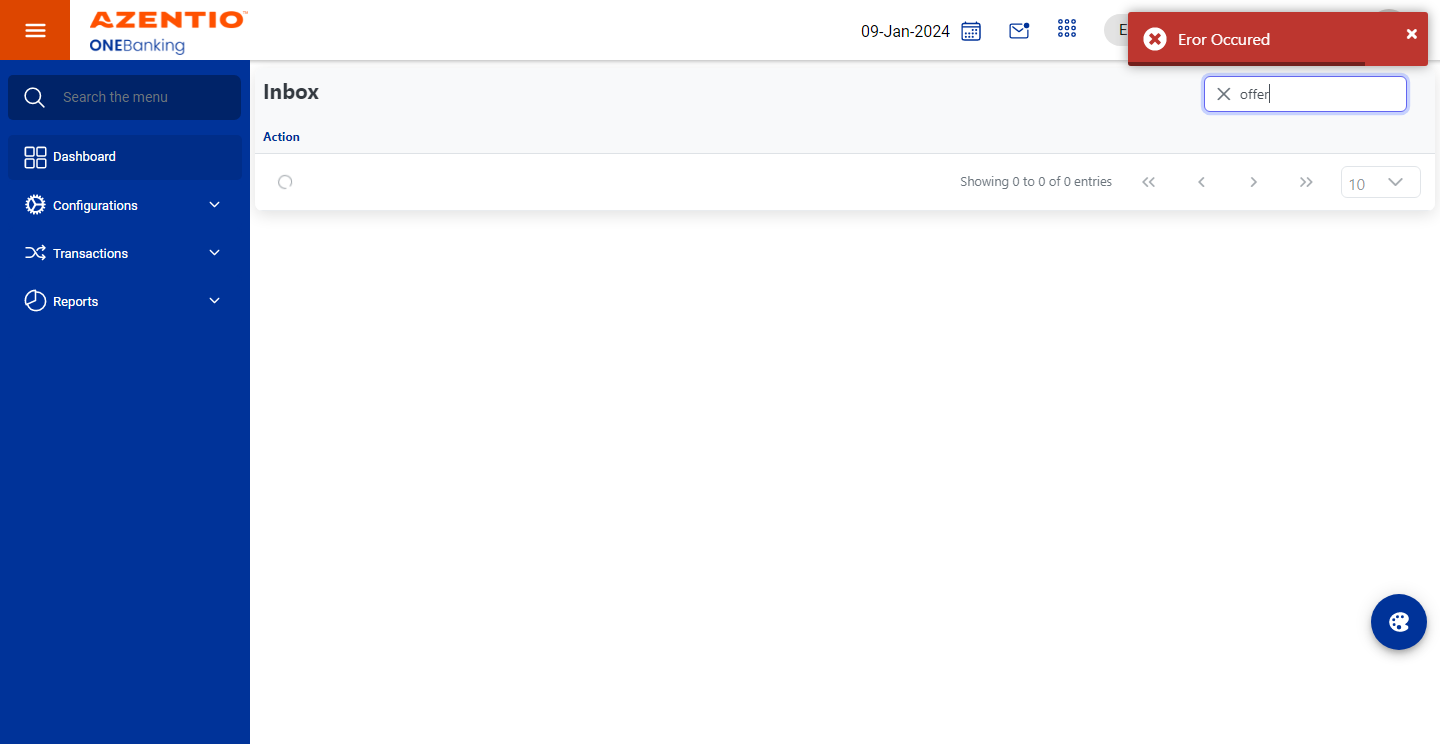 AZENTIO™
ONEBanking
09-Jan-2024
E
Eror Occured
Search the menu
Dashboard
Configurations
Transactions
Reports
Inbox
offer
Action
Showing 0 to 0 of 0 entries
10